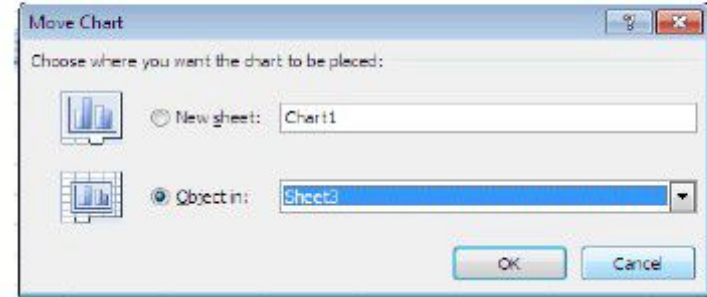 Move Chart
Choose where you want the chart to be placed:
New sheet: Chart1
Object in: Sheet3
OK Cancel